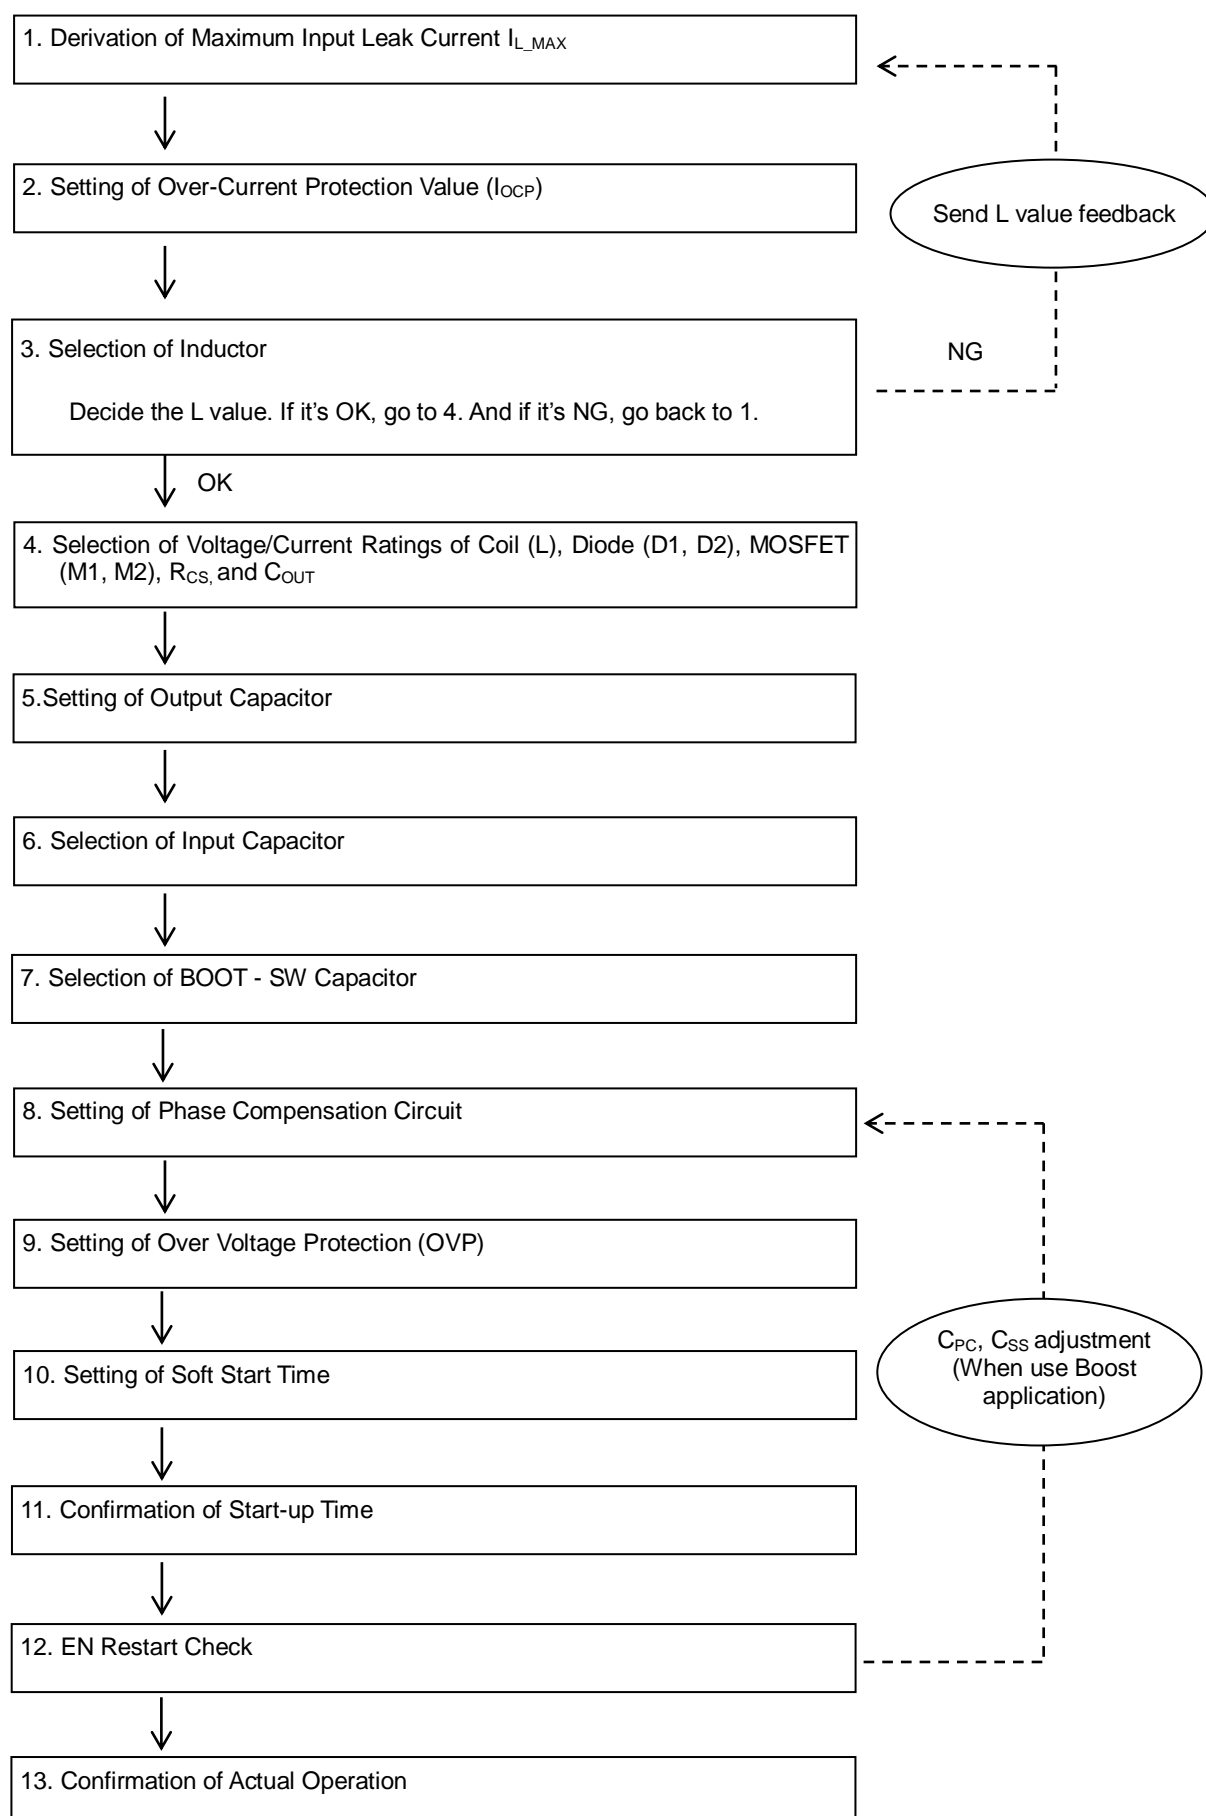 1. Derivation of Maximum Input Leak Current IL_MAX
2. Setting of Over-Current Protection Value (IOCP)
Send L value feedback
3. Selection of Inductor
NG
Decide the L value. If it’s OK, go to 4. And if it’s NG, go back to 1.
OK
4. Selection of Voltage/Current Ratings of Coil (L), Diode (D1, D2), MOSFET
(M1, M2), RCS, and COUT
5.Setting of Output Capacitor
6. Selection of Input Capacitor
7. Selection of BOOT - SW Capacitor
8. Setting of Phase Compensation Circuit
9. Setting of Over Voltage Protection (OVP)
CPC, CSS adjustment
(When use Boost
application)
10. Setting of Soft Start Time
11. Confirmation of Start-up Time
12. EN Restart Check
13. Confirmation of Actual Operation